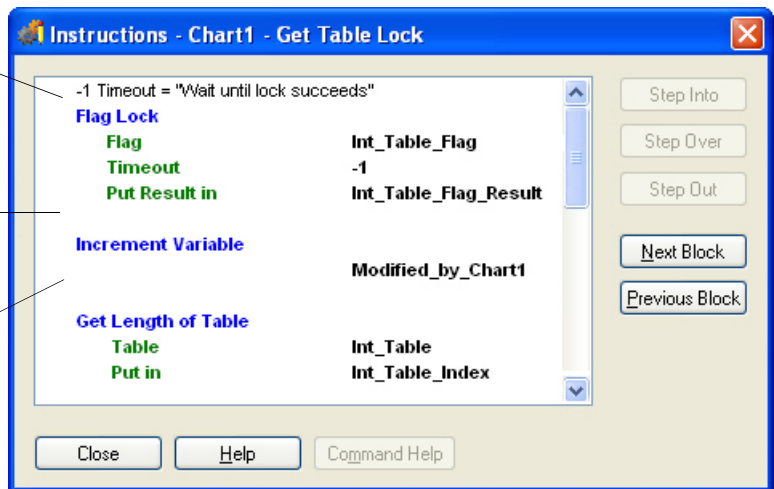 Instructions - Chart1 - Get Table Lock
-1 Timeout = "Wait until lock succeeds"
Flag Lock
Flag Int_Table_Flag
Timeout -1
Put Result in Int_Table_Flag_Result
Increment Variable
Modified_by_Chart1
Get Length of Table
Table Int_Table
Put in Int_Table_Index
Step Into
Step Over
Step Out
Next Block
Previous Block
Close Help Command Help